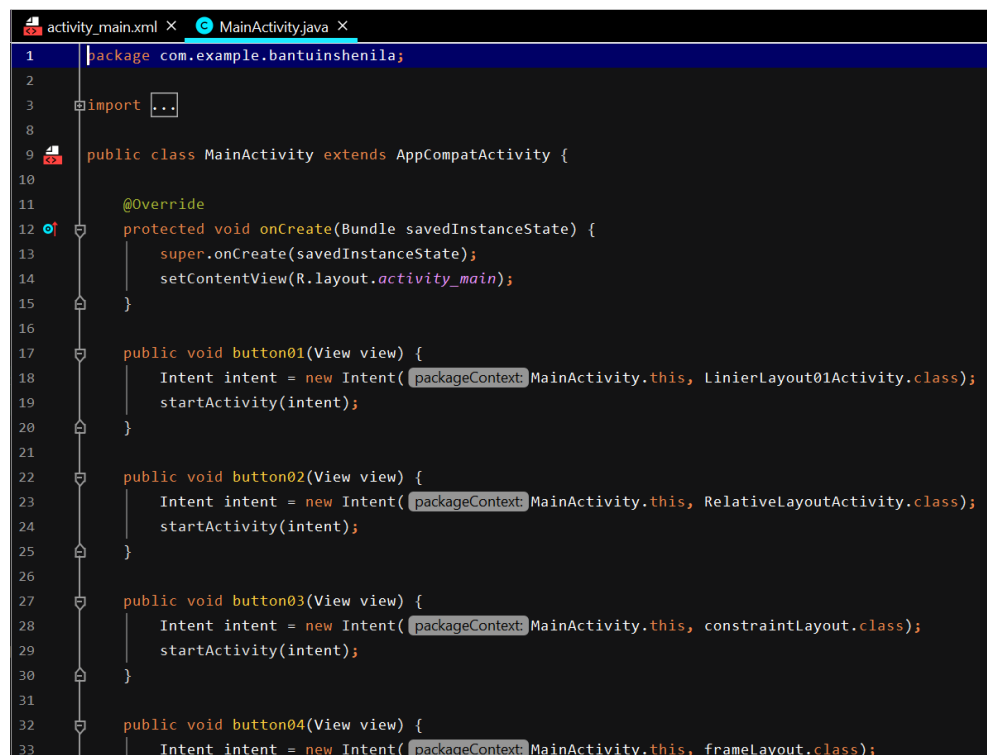 activity_main.xml × C MainActivity.java ×
1 package com.example.bantuinshenila;
2
3 import ...
8
9 public class MainActivity extends AppCompatActivity {
10
11 @Override
12 protected void onCreate(Bundle savedInstanceState) {
13 super.onCreate(savedInstanceState);
14 setContentView(R.layout.activity_main);
15 }
16
17 public void button01(View view) {
18 Intent intent = new Intent( packageContext: MainActivity.this, LinierLayout01Activity.class);
19 startActivity(intent);
20 }
21
22 public void button02(View view) {
23 Intent intent = new Intent( packageContext: MainActivity.this, RelativeLayoutActivity.class);
24 startActivity(intent);
25 }
26
27 public void button03(View view) {
28 Intent intent = new Intent( packageContext: MainActivity.this, constraintLayout.class);
29 startActivity(intent);
30 }
31
32 public void button04(View view) {
33 Intent intent = new Intent( packageContext: MainActivity.this, frameLayout.class);